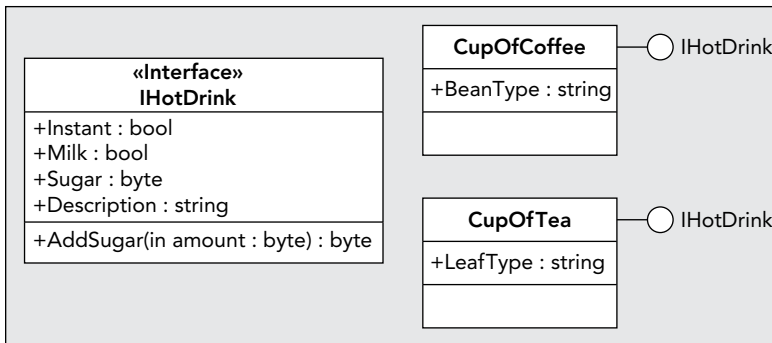 «Interface»
IHotDrink
+Instant : bool
+Milk : bool
+Sugar : byte
+Description : string
+AddSugar(in amount : byte) : byte
CupOfCoffee
IHotDrink
+BeanType : string
CupOfTea
IHotDrink
+LeafType : string